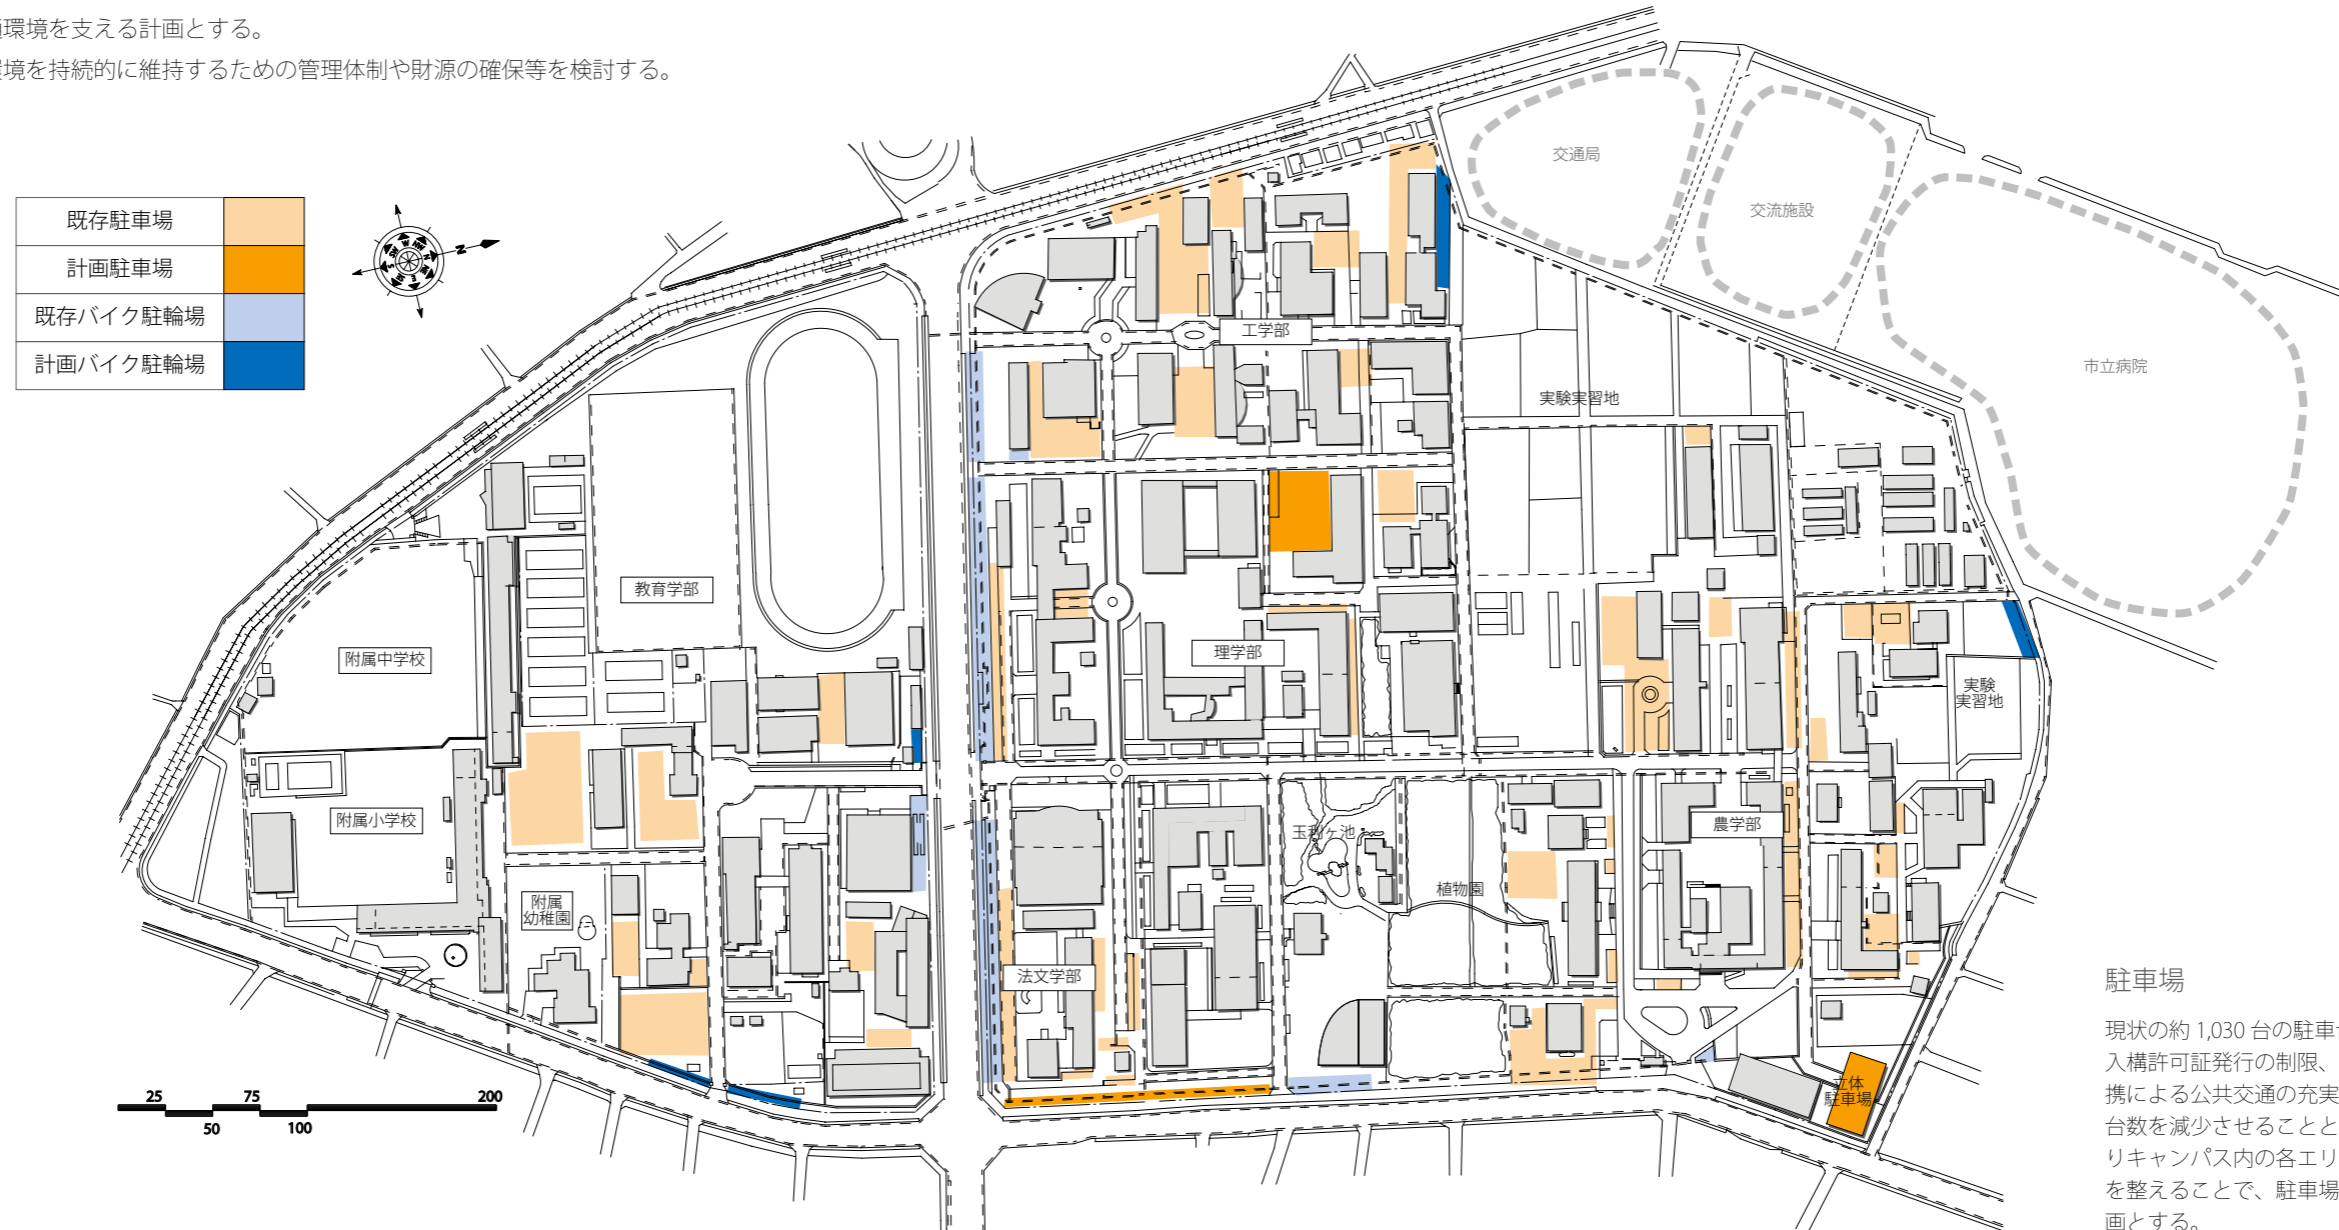 環境を支える計画とする。
環境を持続的に維持するための管理体制や財源の確保等を検討する。
既存駐車場
計画駐車場
既存バイク駐輪場
計画バイク駐輪場
N
交通局
交流施設
市立病院
工学部
実験実習地
教育学部
附属中学校
理学部
実験
実習地
附属小学校
玉利ヶ池
農学部
植物園
附属
幼稚園
法文学部
立体
駐車場
25
75
200
50
100
駐車場
現状の約 1,030 台の駐車
入構許可証発行の制限、
携による公共交通の充実
台数を減少させることと
りキャンパス内の各エリ
を整えることで、駐車場
画とする。